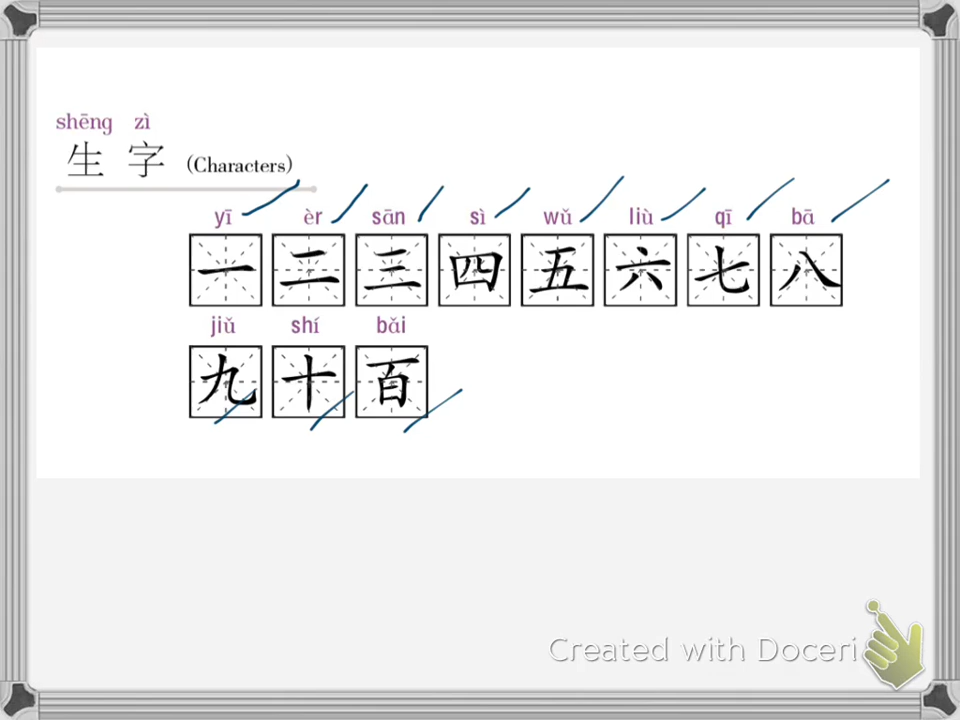 shēng zì
生 字 (Characters)
yī èr sān sì wǔ liù qī bā
一 二 三 四 五 六 七 八
jiǔ shí bǎi
九 十 百
Created with Doceri